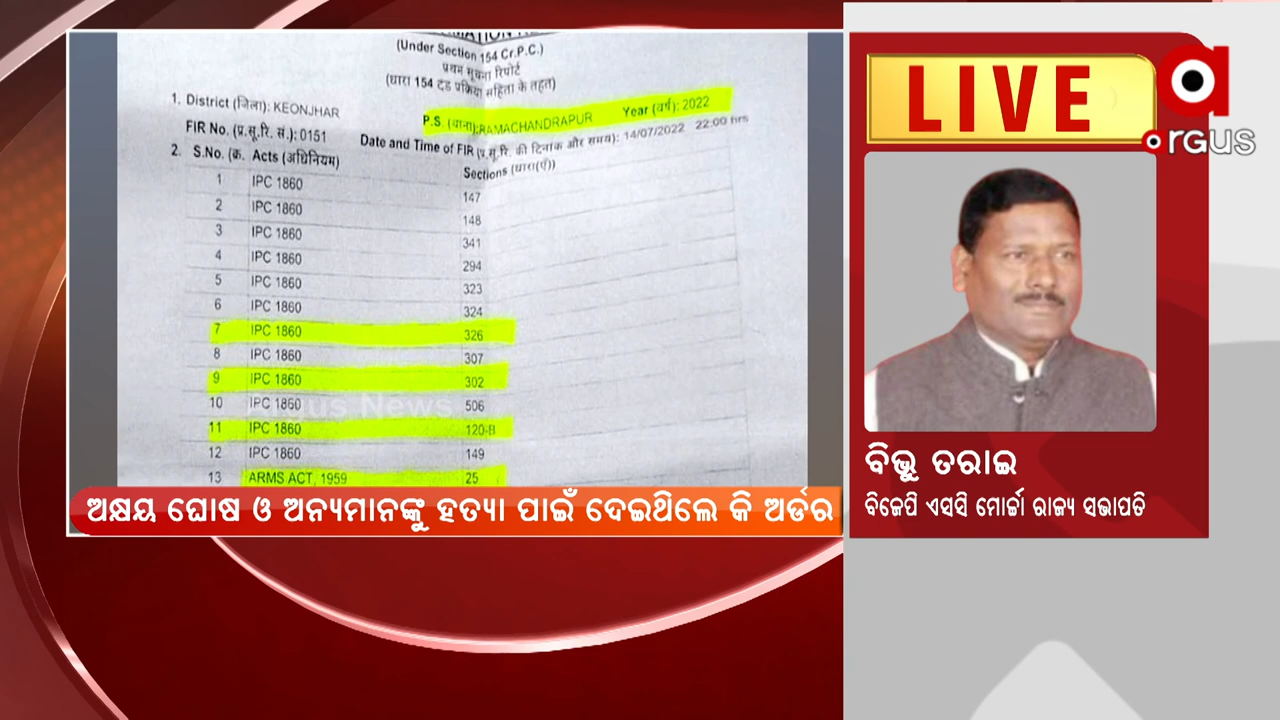 (Under Section 154 Cr.P.C.)
प्रथम सूचना रिपोर्ट
(धारा 154 दंड प्रक्रिया संहिता के तहत)
1. District (जिला): KEONJHAR
P.S. (थाना):RAMACHANDRAPUR Year (वर्ष): 2022
FIR No. (प्र.सू.रि. सं.): 0151
Date and Time of FIR (प्र.सू.रि. की दिनांक और समय): 14/07/2022 22:00 hrs
2. S.No. (क्र. Acts (अधिनियम) Sections (धारा(एँ))
1 IPC 1860 147
2 IPC 1860 148
3 IPC 1860 341
4 IPC 1860 294
5 IPC 1860 323
6 IPC 1860 324
7 IPC 1860 326
8 IPC 1860 307
9 IPC 1860 302
10 IPC 1860 506
11 IPC 1860 120-B
12 IPC 1860 149
13 ARMS ACT, 1959 25
Argus News
ଅକ୍ଷୟ ଘୋଷ ଓ ଅନ୍ୟମାନଙ୍କୁ ହତ୍ୟା ପାଇଁ ଦେଇଥିଲେ କି ଅର୍ଡର
LIVE
argus
ବିଭୁ ତରାଇ
ବିଜେପି ଏସସି ମୋର୍ଚ୍ଚା ରାଜ୍ୟ ସଭାପତି